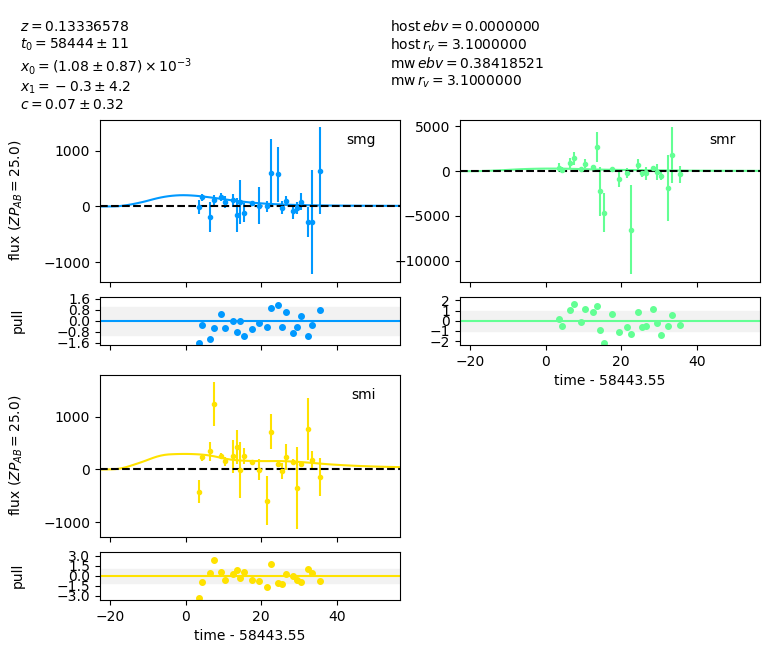 z = 0.13336578
t₀ = 58444 ± 11
x₀ = (1.08 ± 0.87) × 10⁻³
x₁ = −0.3 ± 4.2
c = 0.07 ± 0.32
host ebv = 0.0000000
host r_v = 3.1000000
mw ebv = 0.38418521
mw r_v = 3.1000000
smg
flux (ZP_AB = 25.0)
1000
0
−1000
smr
5000
0
−5000
−10000
pull
1.6
0.8
0.0
−0.8
−1.6
2
1
0
−1
−2
−20
0
20
40
time - 58443.55
smi
flux (ZP_AB = 25.0)
1000
0
−1000
pull
3.0
1.5
0.0
−1.5
−3.0
−20
0
20
40
time - 58443.55